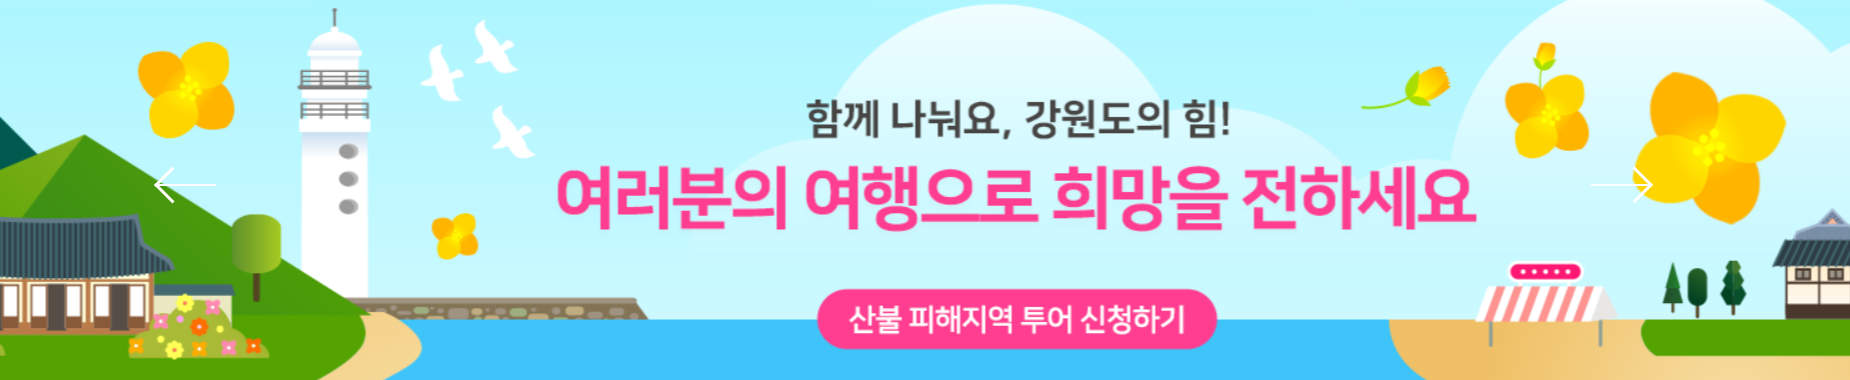 함께 나눠요, 강원도의 힘!
여러분의 여행으로 희망을 전하세요
산불 피해지역 투어 신청하기